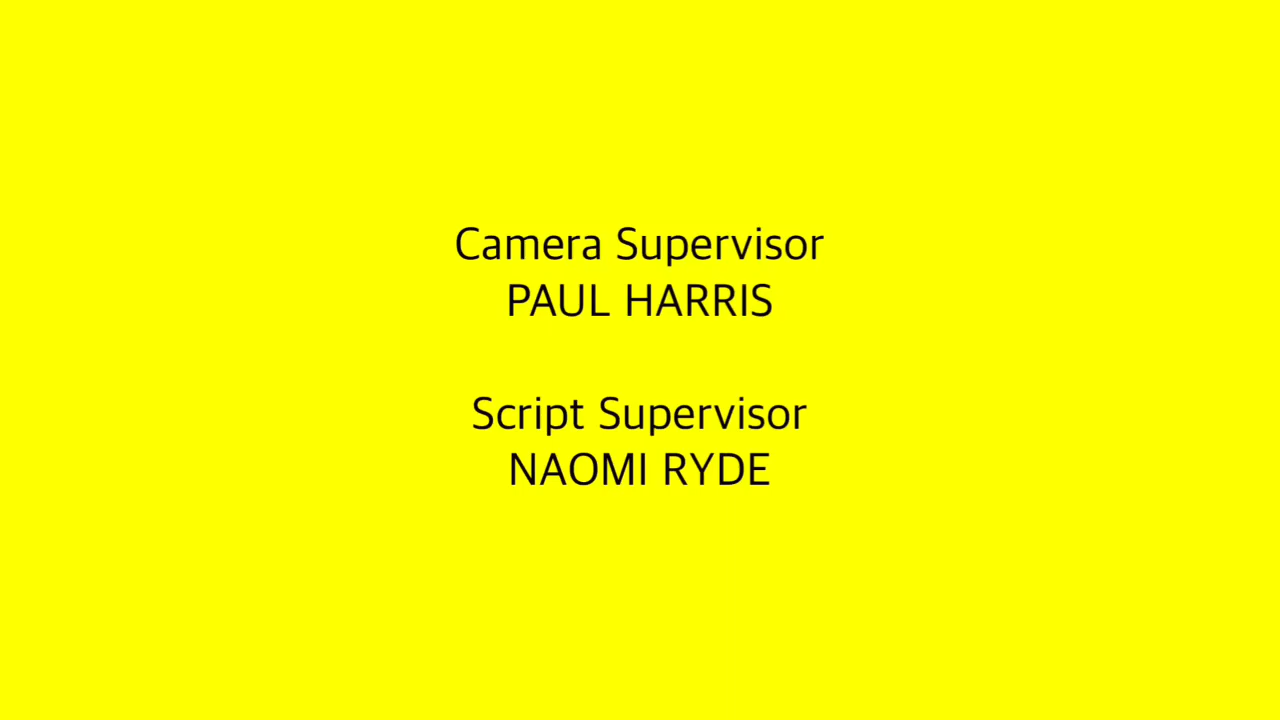 Camera Supervisor
PAUL HARRIS
Script Supervisor
NAOMI RYDE